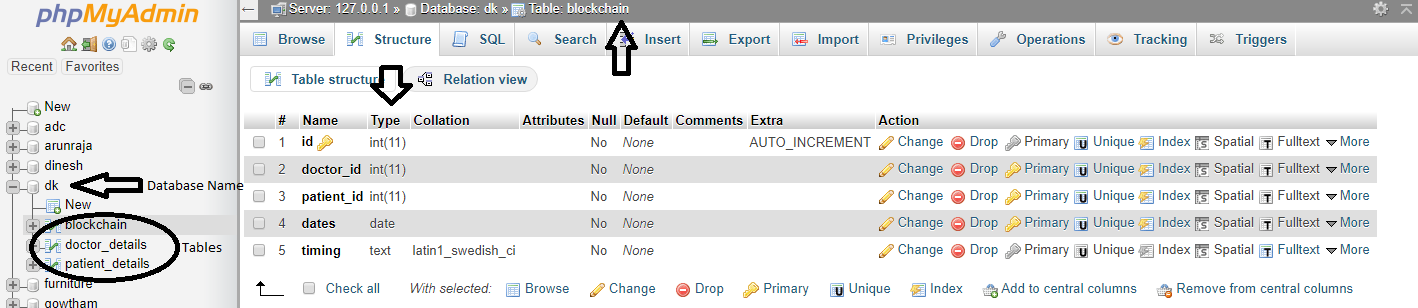 phpMyAdmin
Recent Favorites
New
adc
arunraja
dinesh
dk Database Name
New
blockchain
doctor_details
patient_details
Tables
furniture
gowtham
Server: 127.0.0.1 » Database: dk » Table: blockchain
Browse Structure SQL Search Insert Export Import Privileges Operations Tracking Triggers
Table structure Relation view
# Name Type Collation Attributes Null Default Comments Extra Action
1 id int(11) No None AUTO_INCREMENT Change Drop Primary Unique Index Spatial Fulltext More
2 doctor_id int(11) No None Change Drop Primary Unique Index Spatial Fulltext More
3 patient_id int(11) No None Change Drop Primary Unique Index Spatial Fulltext More
4 dates date No None Change Drop Primary Unique Index Spatial Fulltext More
5 timing text latin1_swedish_ci No None Change Drop Primary Unique Index Spatial Fulltext More
Check all With selected: Browse Change Drop Primary Unique Index Add to central columns Remove from central columns